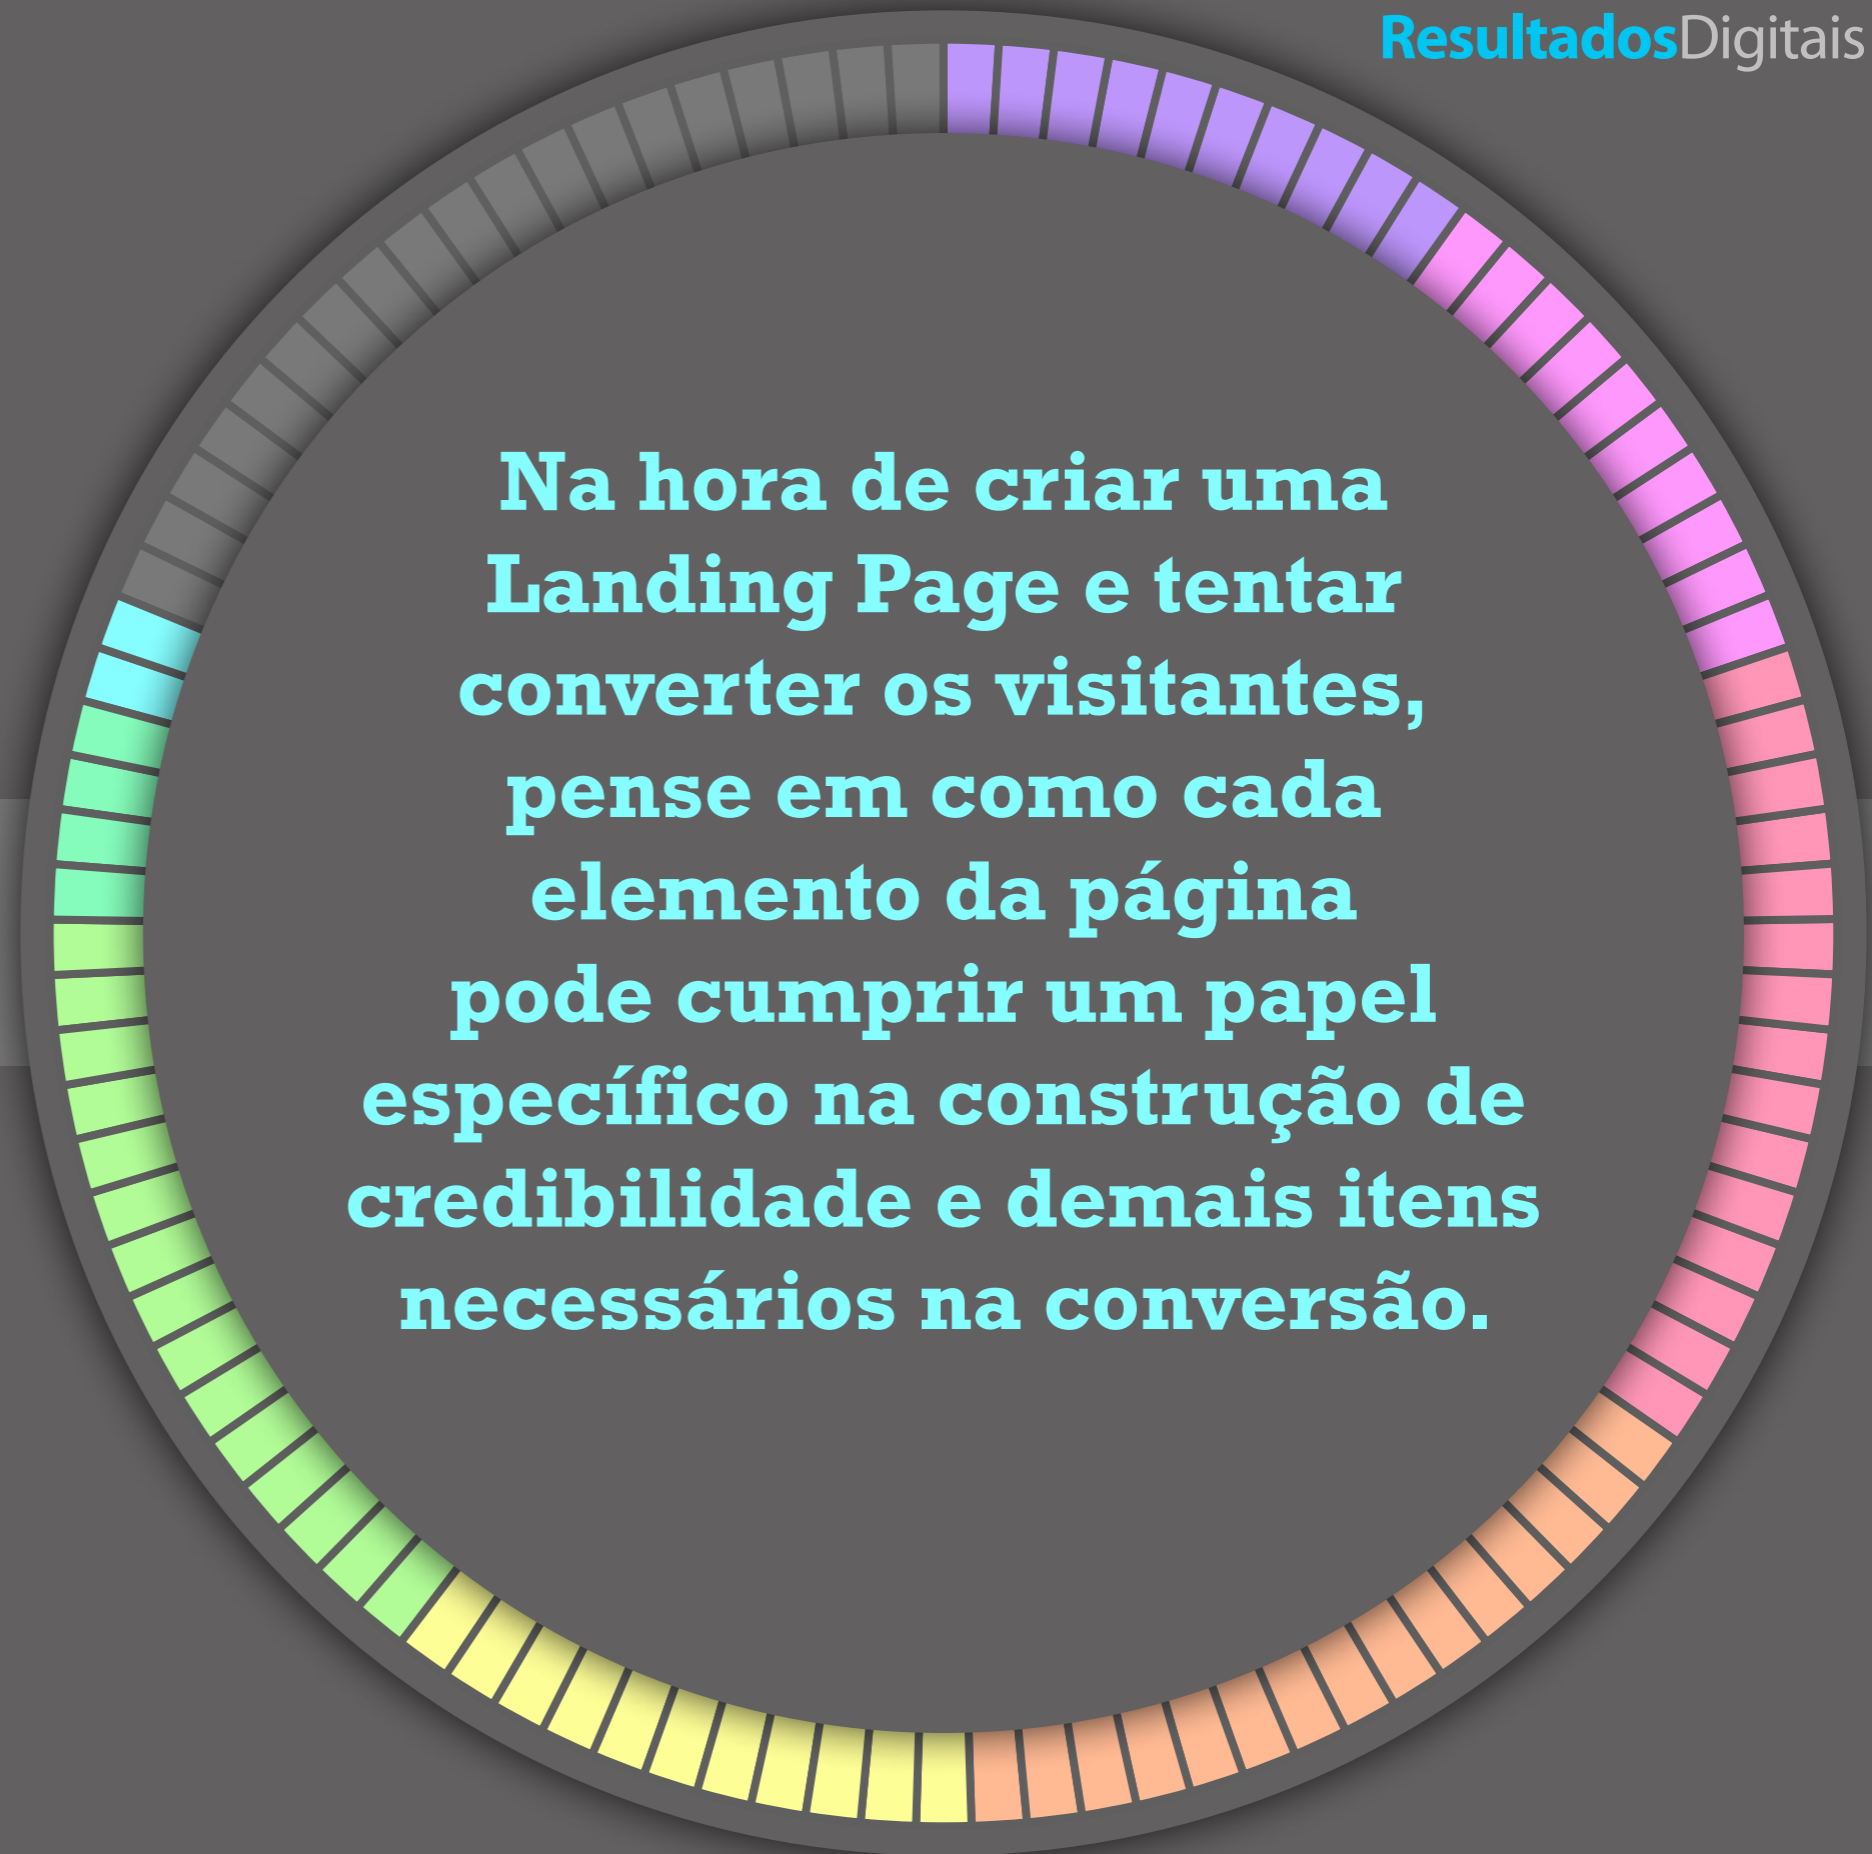 ResultadosDigitais
Na hora de criar uma
Landing Page e tentar
converter os visitantes,
pense em como cada
elemento da página
pode cumprir um papel
específico na construção de
credibilidade e demais itens
necessários na conversão.